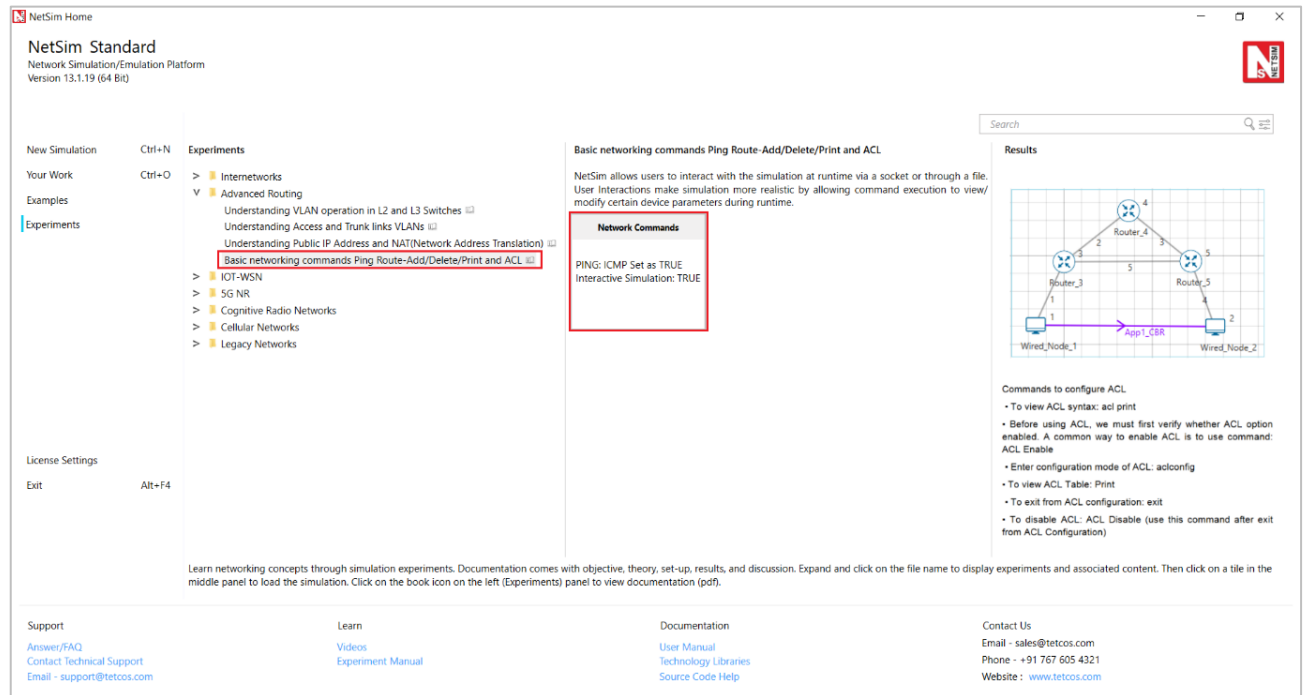 NetSim Home
NetSim Standard
Network Simulation/Emulation Platform
Version 13.1.19 (64 Bit)
NETSIM
Search
New Simulation Ctrl+N
Your Work Ctrl+O
Examples
Experiments
License Settings
Exit Alt+F4
Experiments
> Internetworks
v Advanced Routing
Understanding VLAN operation in L2 and L3 Switches
Understanding Access and Trunk links VLANs
Understanding Public IP Address and NAT(Network Address Translation)
Basic networking commands Ping Route-Add/Delete/Print and ACL
> IOT-WSN
> 5G NR
> Cognitive Radio Networks
> Cellular Networks
> Legacy Networks
Basic networking commands Ping Route-Add/Delete/Print and ACL
NetSim allows users to interact with the simulation at runtime via a socket or through a file.
User Interactions make simulation more realistic by allowing command execution to view/
modify certain device parameters during runtime.
Network Commands
PING: ICMP Set as TRUE
Interactive Simulation: TRUE
Results
4
Router_4
2 3
3 5
5
Router_3 Router_5
1 4
1 2
App1_CBR
Wired_Node_1 Wired_Node_2
Commands to configure ACL
• To view ACL syntax: acl print
• Before using ACL, we must first verify whether ACL option
enabled. A common way to enable ACL is to use command:
ACL Enable
• Enter configuration mode of ACL: aclconfig
• To view ACL Table: Print
• To exit from ACL configuration: exit
• To disable ACL: ACL Disable (use this command after exit
from ACL Configuration)
Learn networking concepts through simulation experiments. Documentation comes with objective, theory, set-up, results, and discussion. Expand and click on the file name to display experiments and associated content. Then click on a tile in the
middle panel to load the simulation. Click on the book icon on the left (Experiments) panel to view documentation (pdf).
Support
Answer/FAQ
Contact Technical Support
Email - support@tetcos.com
Learn
Videos
Experiment Manual
Documentation
User Manual
Technology Libraries
Source Code Help
Contact Us
Email - sales@tetcos.com
Phone - +91 767 605 4321
Website : www.tetcos.com